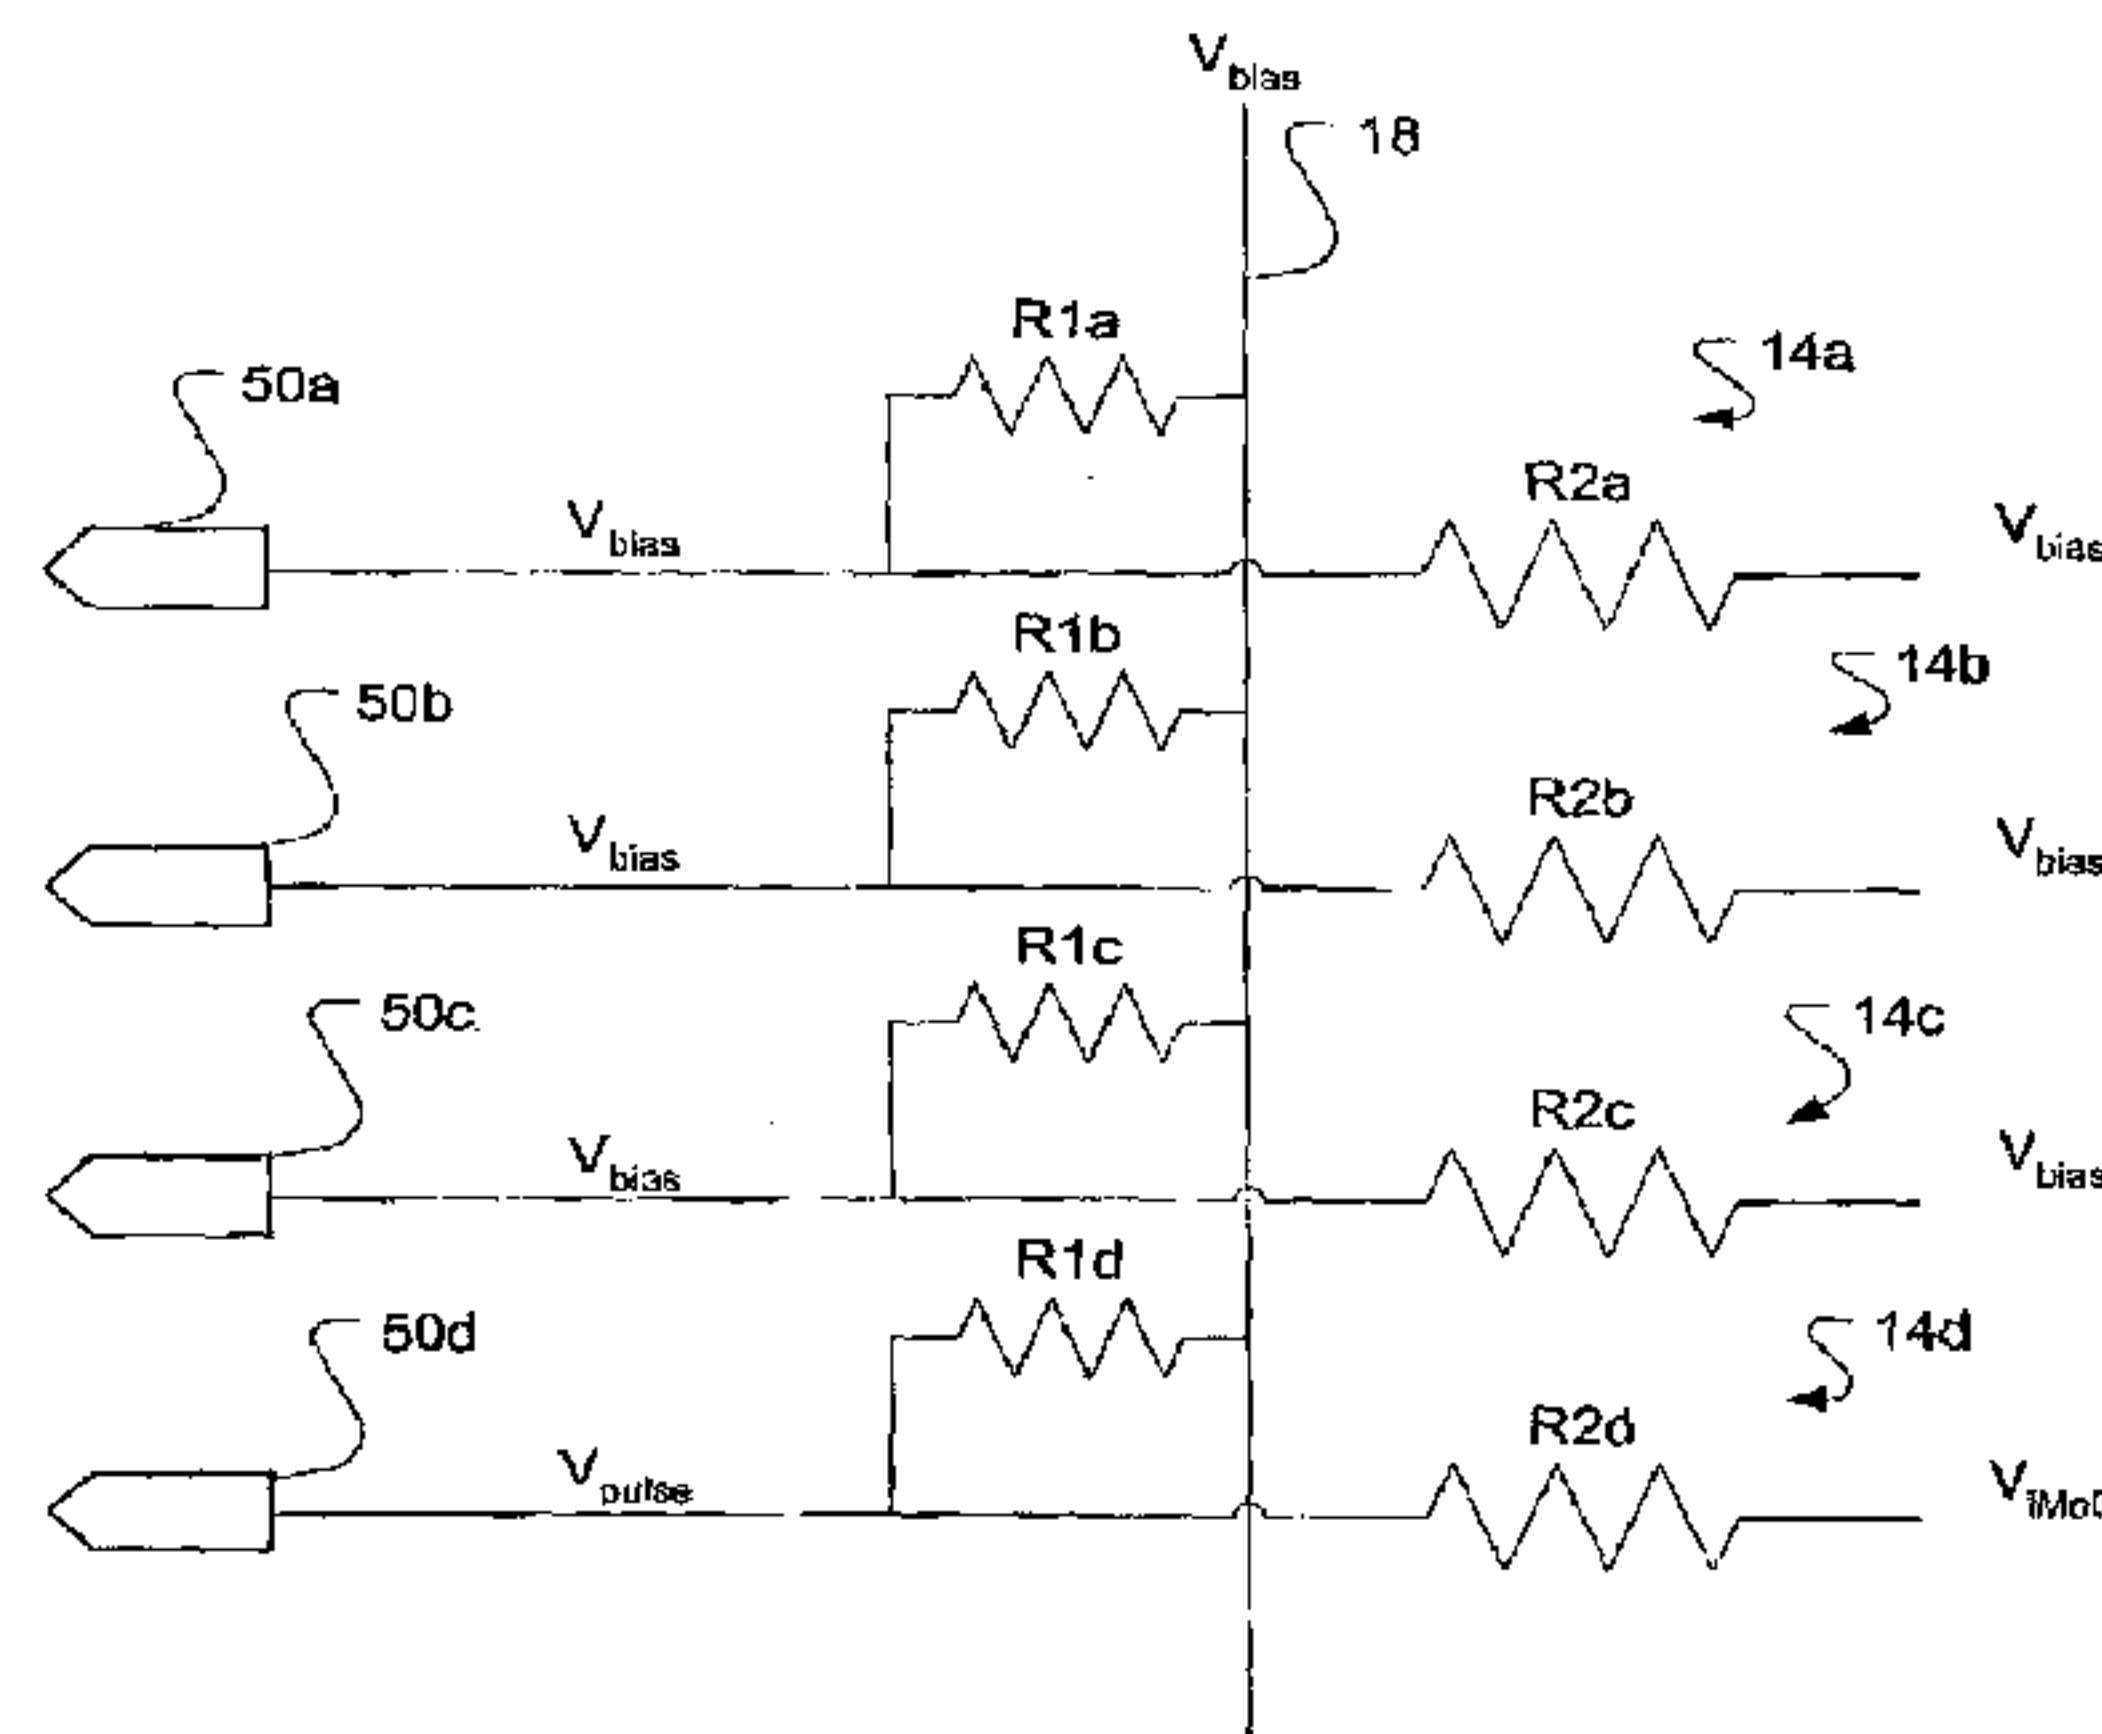 Vbias
18
R1a
14a
50a
R2a
Vbias
Vbias
R1b
14b
50b
R2b
Vbias
Vbias
R1c
50c
14c
R2c
Vbias
Vbias
R1d
50d
14d
R2d
Vpulse